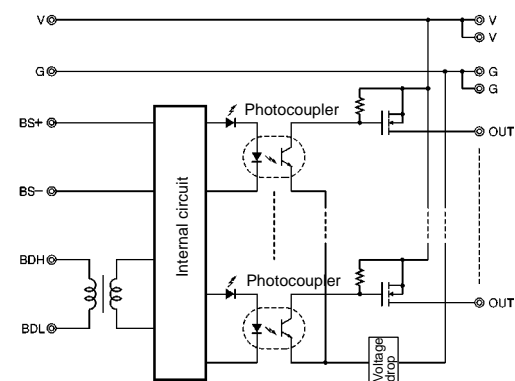 V
V
V
G
G
G
Photocoupler
BS+
OUT
BS−
Internal circuit
BDH
Photocoupler
OUT
BDL
Voltage
drop